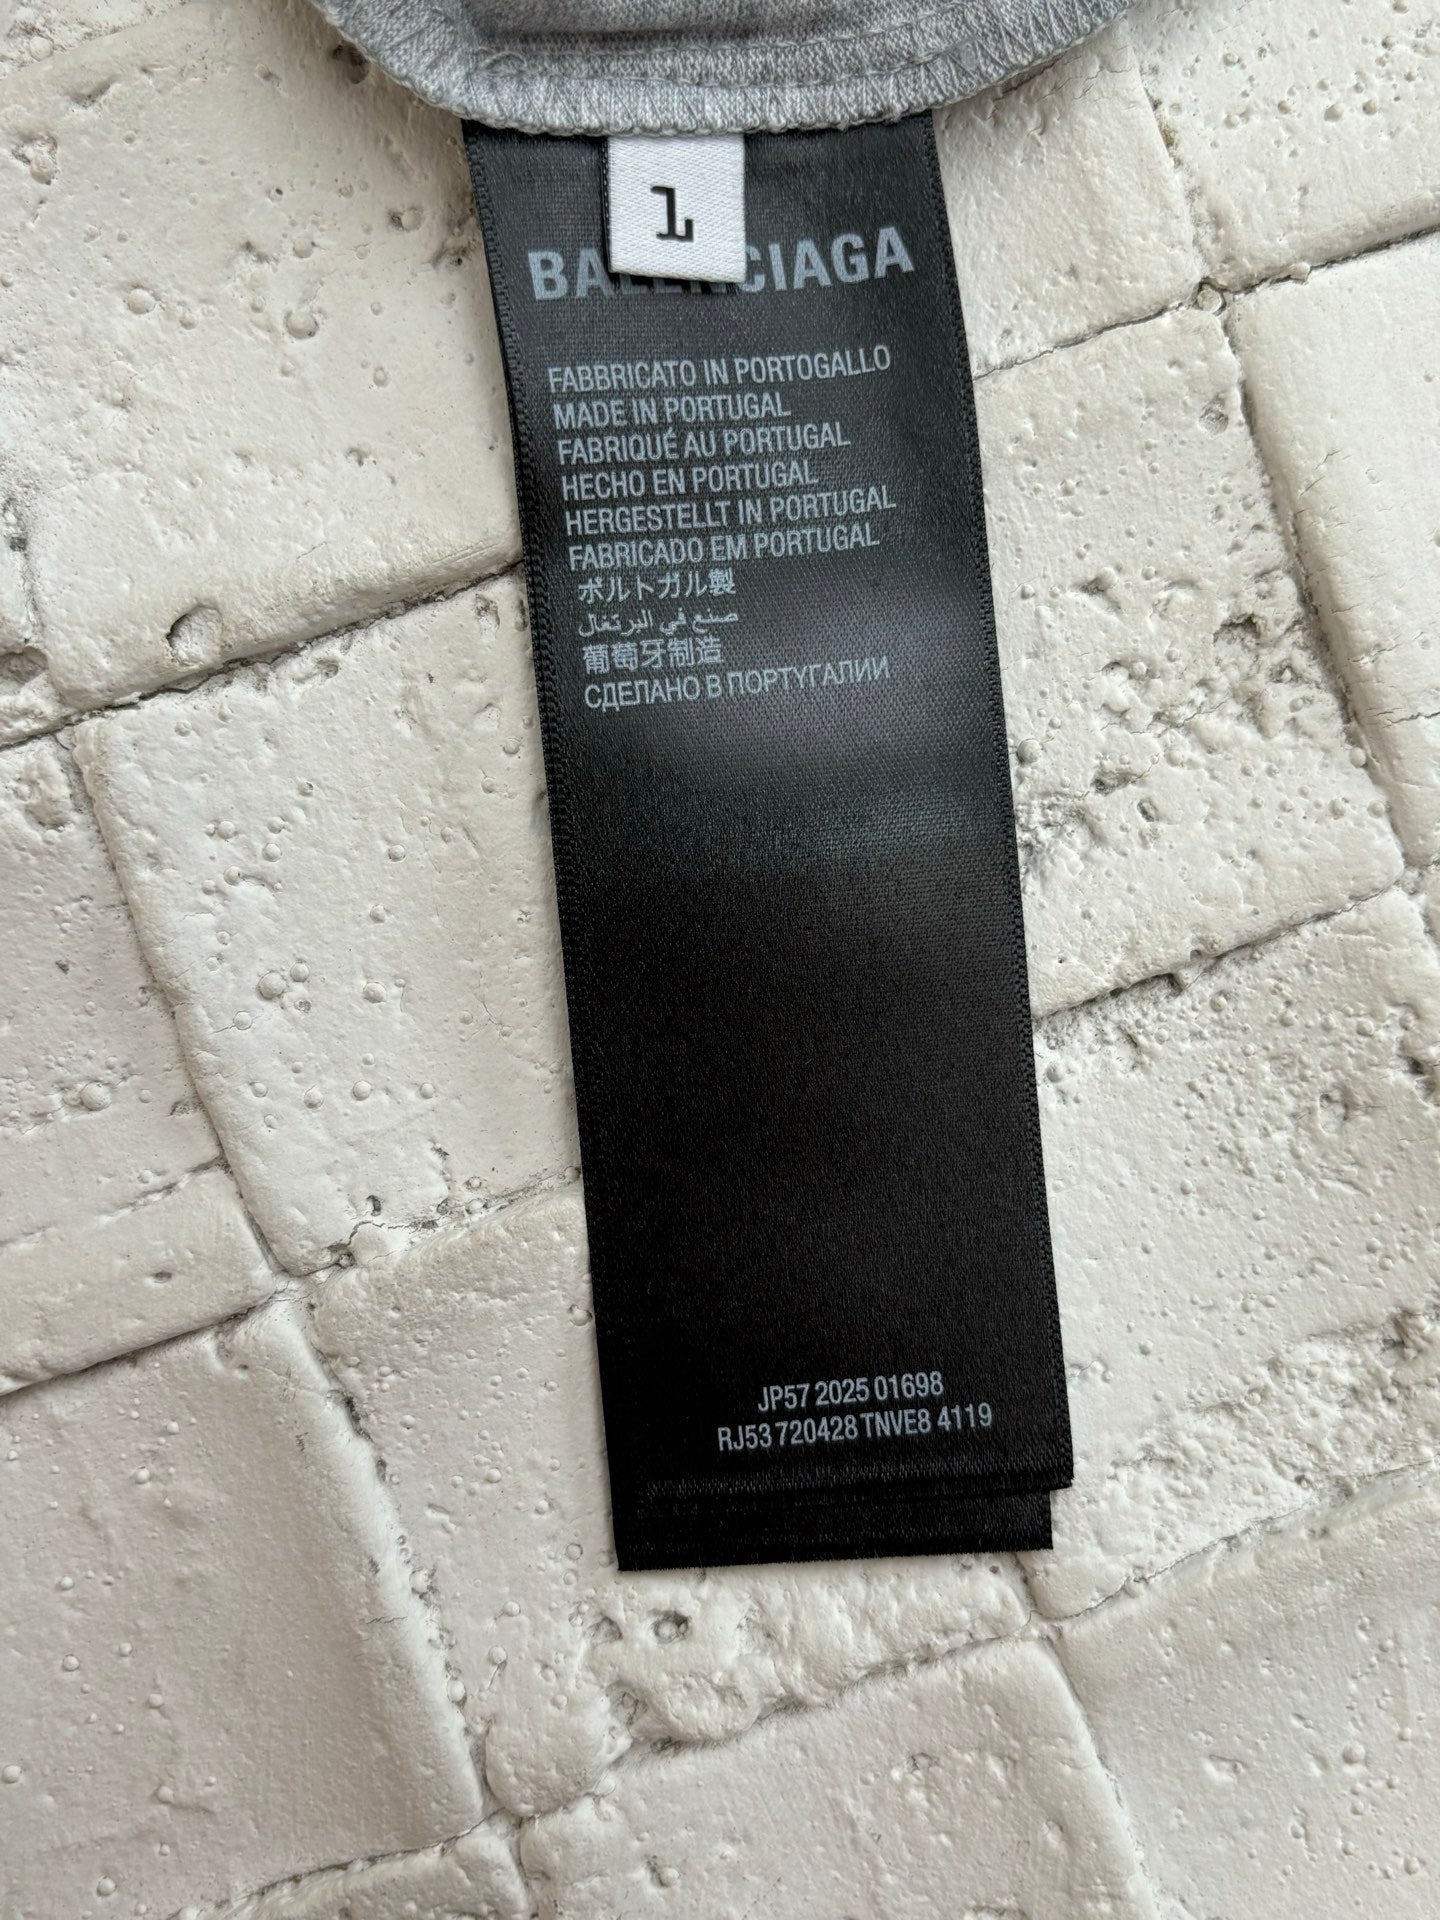 1
BALENCIAGA
FABBRICATO IN PORTOGALLO
MADE IN PORTUGAL
FABRIQUÉ AU PORTUGAL
HECHO EN PORTUGAL
HERGESTELLT IN PORTUGAL
FABRICADO EM PORTUGAL
ポルトガル製
صنع في البرتغال
葡萄牙制造
СДЕЛАНО В ПОРТУГАЛИИ
JP57 2025 01698
RJ53 720428 TNVE8 4119